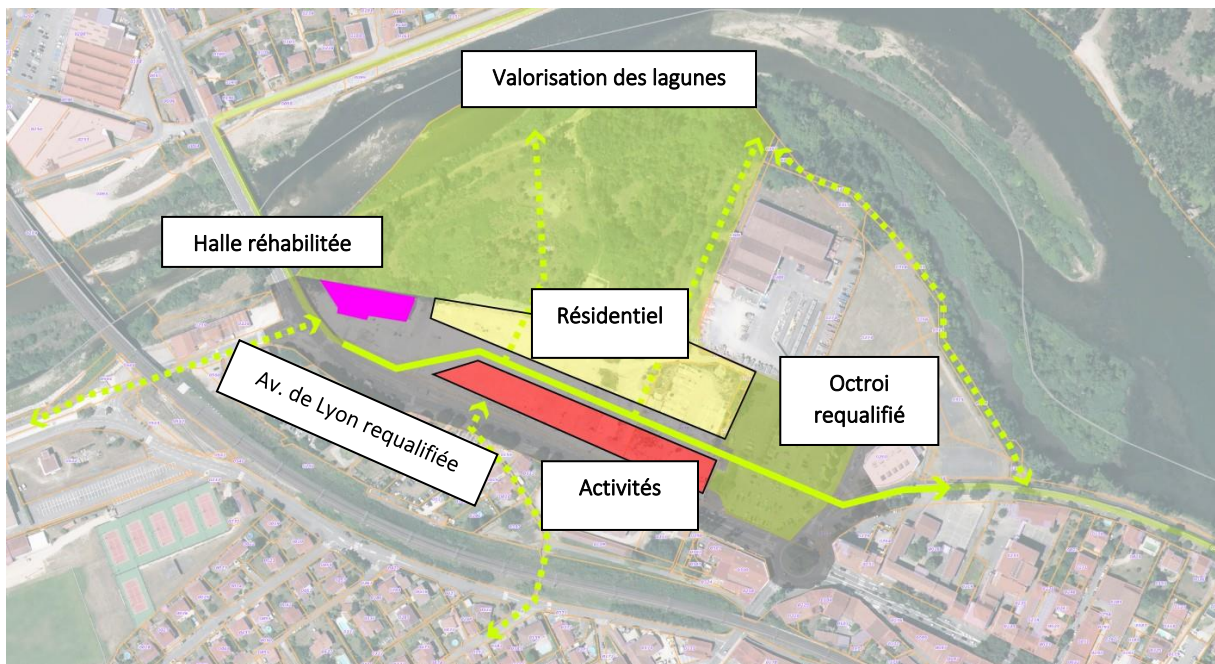 Valorisation des lagunes
Halle réhabilitée
Résidentiel
Av. de Lyon requalifiée
Octroi
requalifié
Activités